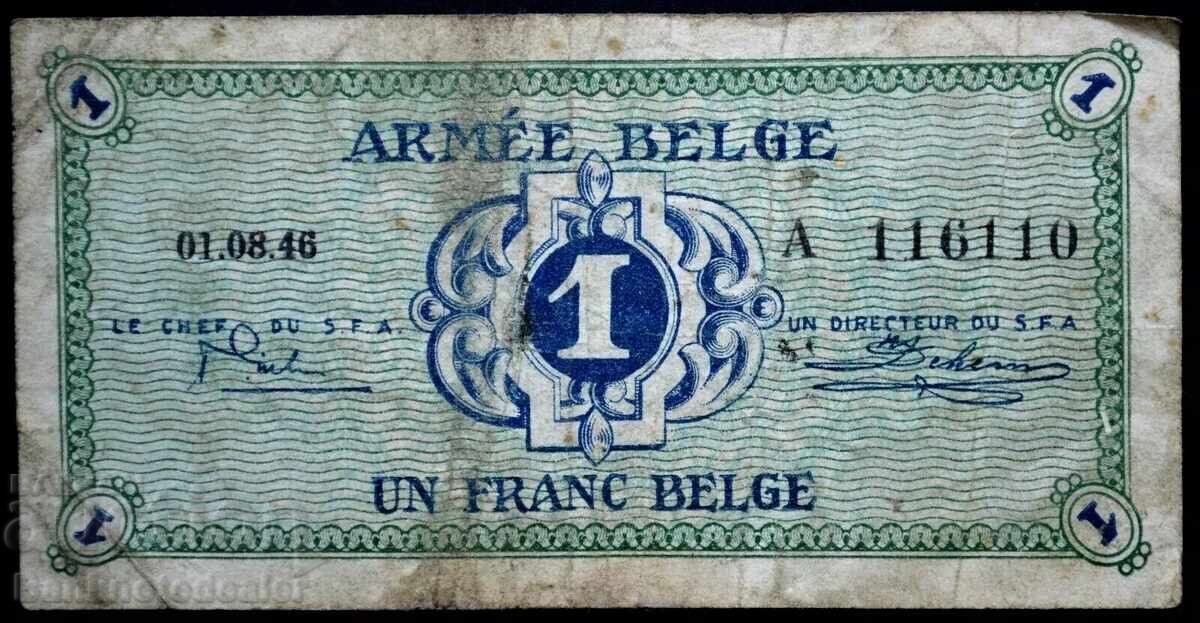 1 1
ARMÉE BELGE
01.08.46
A 116110
LE CHEF DU S.F.A.
1
UN DIRECTEUR DU S.F.A
UN FRANC BELGE
1 1